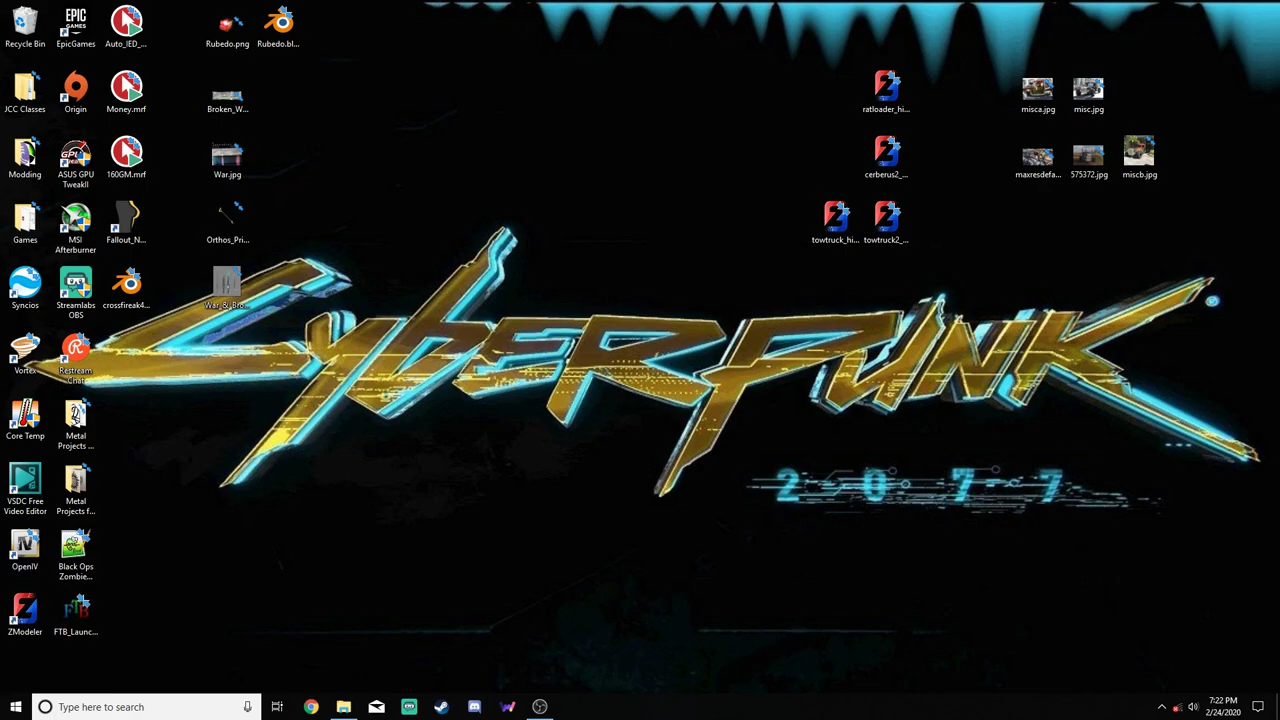 Recycle Bin
EpicGames
Auto_IED_...
Rubedo.png
Rubedo.bl...
JCC Classes
Origin
Money.mrf
Broken_W...
ratloader_hi...
misca.jpg
misc.jpg
Modding
ASUS GPU
TweakII
160GM.mrf
War.jpg
cerberus2_...
maxresdefa...
575372.jpg
miscb.jpg
Games
MSI
Afterburner
Fallout_N...
Orthos_Pri...
towtruck_hi...
towtruck2_...
Syncios
Streamlabs
OBS
crossfireak4...
War_&_Bro...
Vortex
Restream
Chat
CYBERPUNK
2077
Core Temp
Metal
Projects ...
VSDC Free
Video Editor
Metal
Projects f...
OpenIV
Black Ops
Zombie...
ZModeler
FTB
FTB_Launc...
Type here to search
7:22 PM
2/24/2020